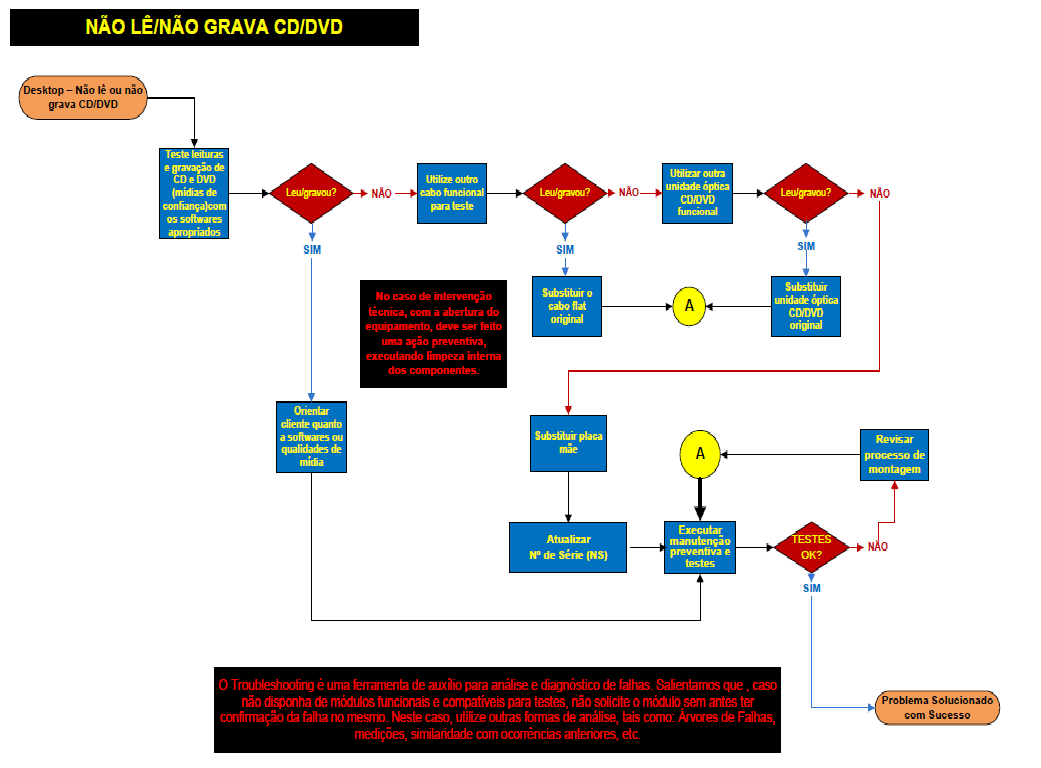 NÃO LÊ/NÃO GRAVA CD/DVD
Desktop – Não lê ou não
grava CD/DVD
Teste leituras
e gravação de
CD e DVD
(mídias de
confiança)com
os softwares
apropriados
Leu/gravou?
NÃO
SIM
Utilize outro
cabo funcional
para teste
Leu/gravou?
NÃO
SIM
Utilizar outra
unidade óptica
CD/DVD
funcional
Leu/gravou?
NÃO
SIM
Substituir o
cabo flat
original
A
Substituir
unidade óptica
CD/DVD
original
No caso de intervenção
técnica, com a abertura do
equipamento, deve ser feito
uma ação preventiva,
executando limpeza interna
dos componentes.
Orientar
cliente quanto
a softwares ou
qualidades de
mídia
Substituir placa
mãe
A
Revisar
processo de
montagem
Atualizar
Nº de Série (NS)
Executar
manutenção
preventiva e
testes
TESTES
OK?
NÃO
SIM
Problema Solucionado
com Sucesso
O Troubleshooting é uma ferramenta de auxílio para análise e diagnóstico de falhas. Salientamos que , caso
não disponha de módulos funcionais e compatíveis para testes, não solicite o módulo sem antes ter
confirmação da falha no mesmo. Neste caso, utilize outras formas de análise, tais como: Árvores de Falhas,
medições, similaridade com ocorrências anteriores, etc.